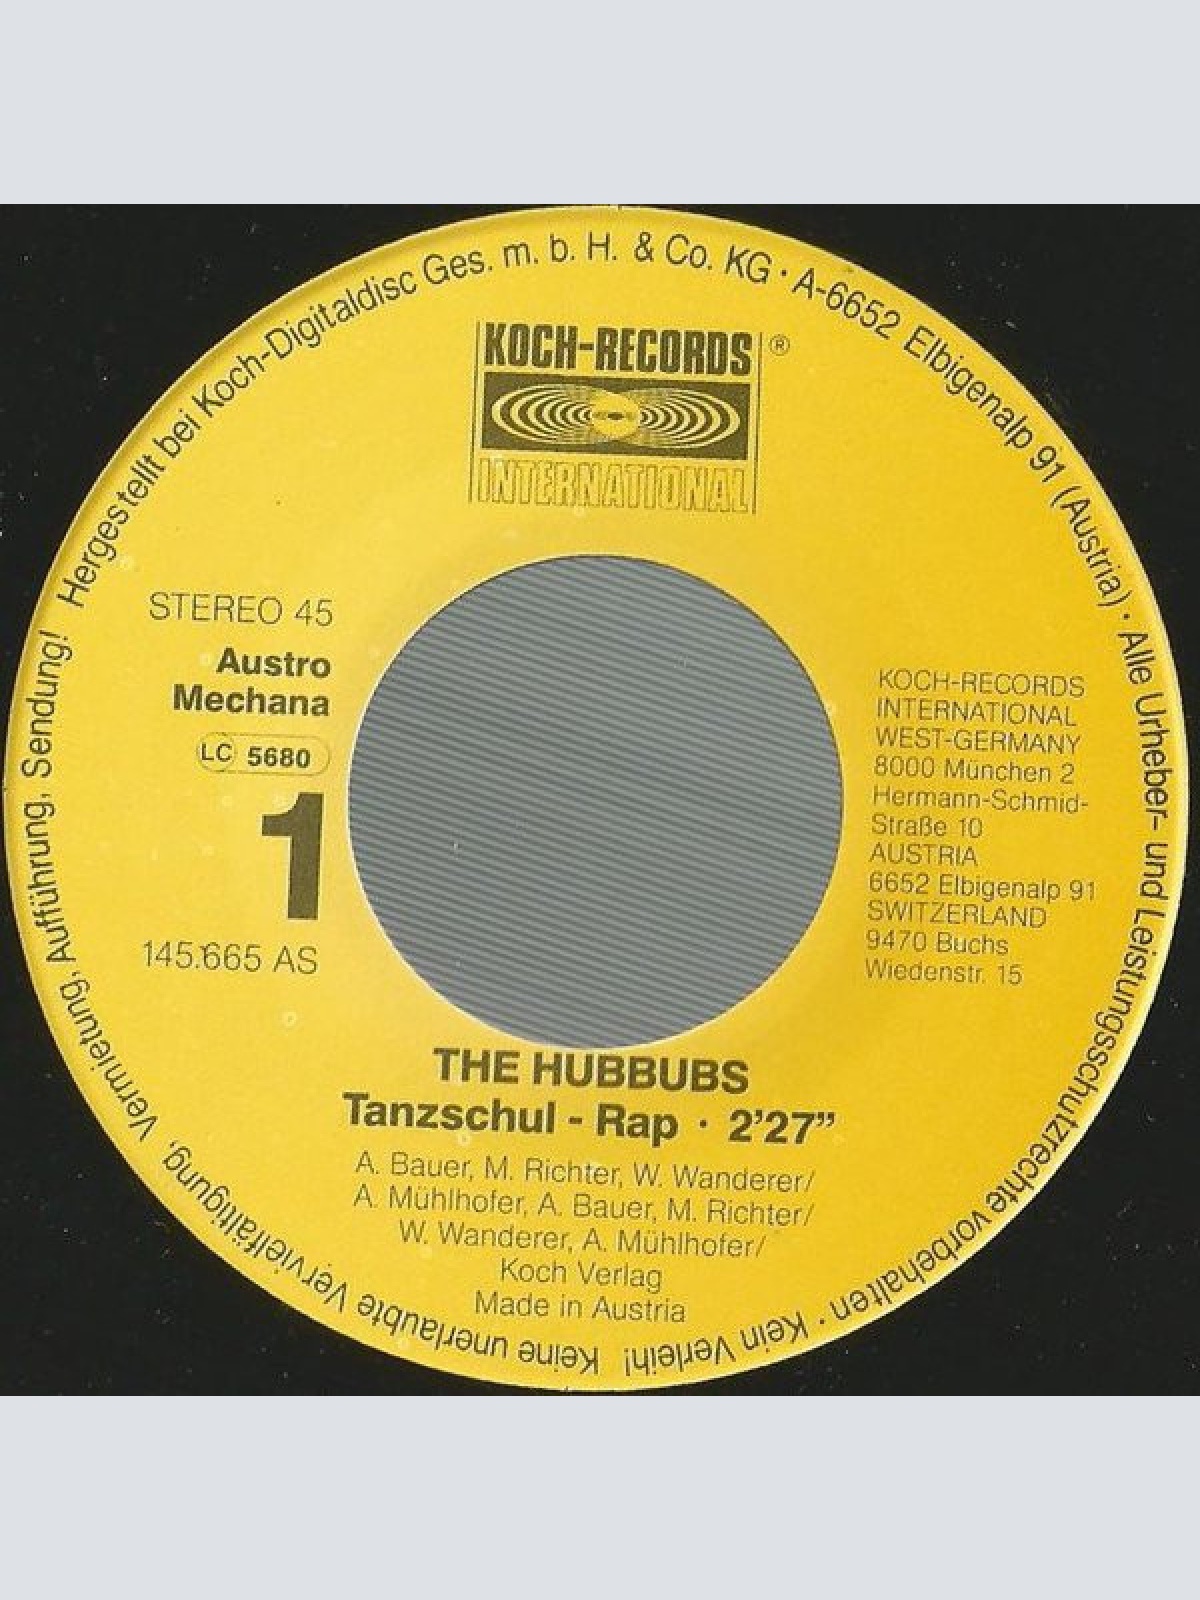 Hergestellt bei Koch-Digitaldisc Ges. m. b. H. & Co. KG · A-6652 Elbigenalp 91 (Austria) · Alle Urheber- und Leistungsschutzrechte vorbehalten · Kein Verleih! Keine unerlaubte Vervielfältigung, Vermietung, Aufführung, Sendung!
KOCH-RECORDS ®
INTERNATIONAL
STEREO 45
Austro
Mechana
LC 5680
1
145.665 AS
KOCH-RECORDS
INTERNATIONAL
WEST-GERMANY
8000 München 2
Hermann-Schmid-
Straße 10
AUSTRIA
6652 Elbigenalp 91
SWITZERLAND
9470 Buchs
Wiedenstr. 15
THE HUBBUBS
Tanzschul - Rap · 2’27”
A. Bauer, M. Richter, W. Wanderer/
A. Mühlhofer, A. Bauer, M. Richter/
W. Wanderer, A. Mühlhofer/
Koch Verlag
Made in Austria